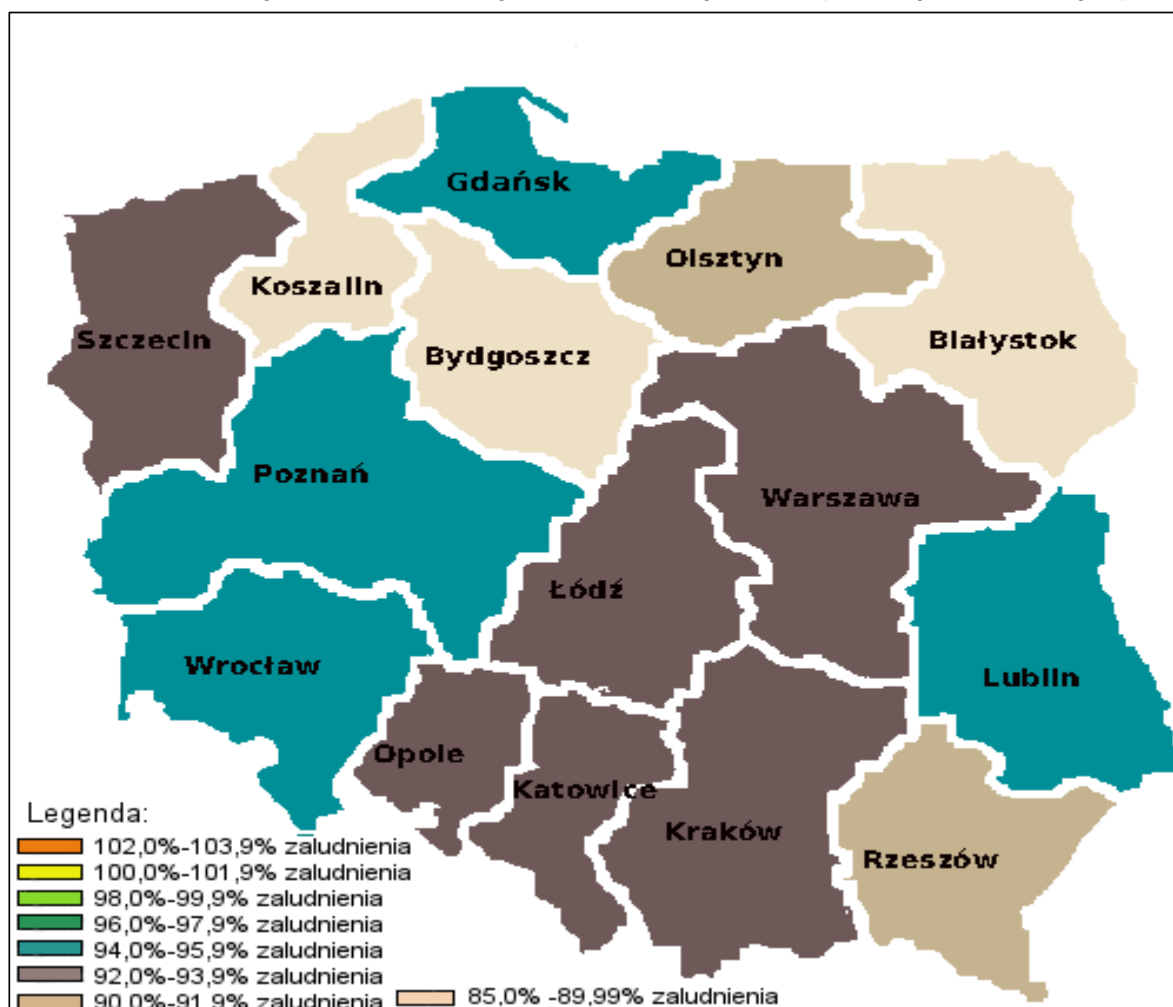 Gdańsk
Olsztyn
Koszalin
Szczecin
Bydgoszcz
Białystok
Poznań
Warszawa
Łódź
Wrocław
Lublin
Opole
Katowice
Kraków
Rzeszów
Legenda:
102,0%-103,9% zaludnienia
100,0%-101,9% zaludnienia
98,0%-99,9% zaludnienia
96,0%-97,9% zaludnienia
94,0%-95,9% zaludnienia
92,0%-93,9% zaludnienia
90,0%-91,9% zaludnienia
85,0% -89,99% zaludnienia